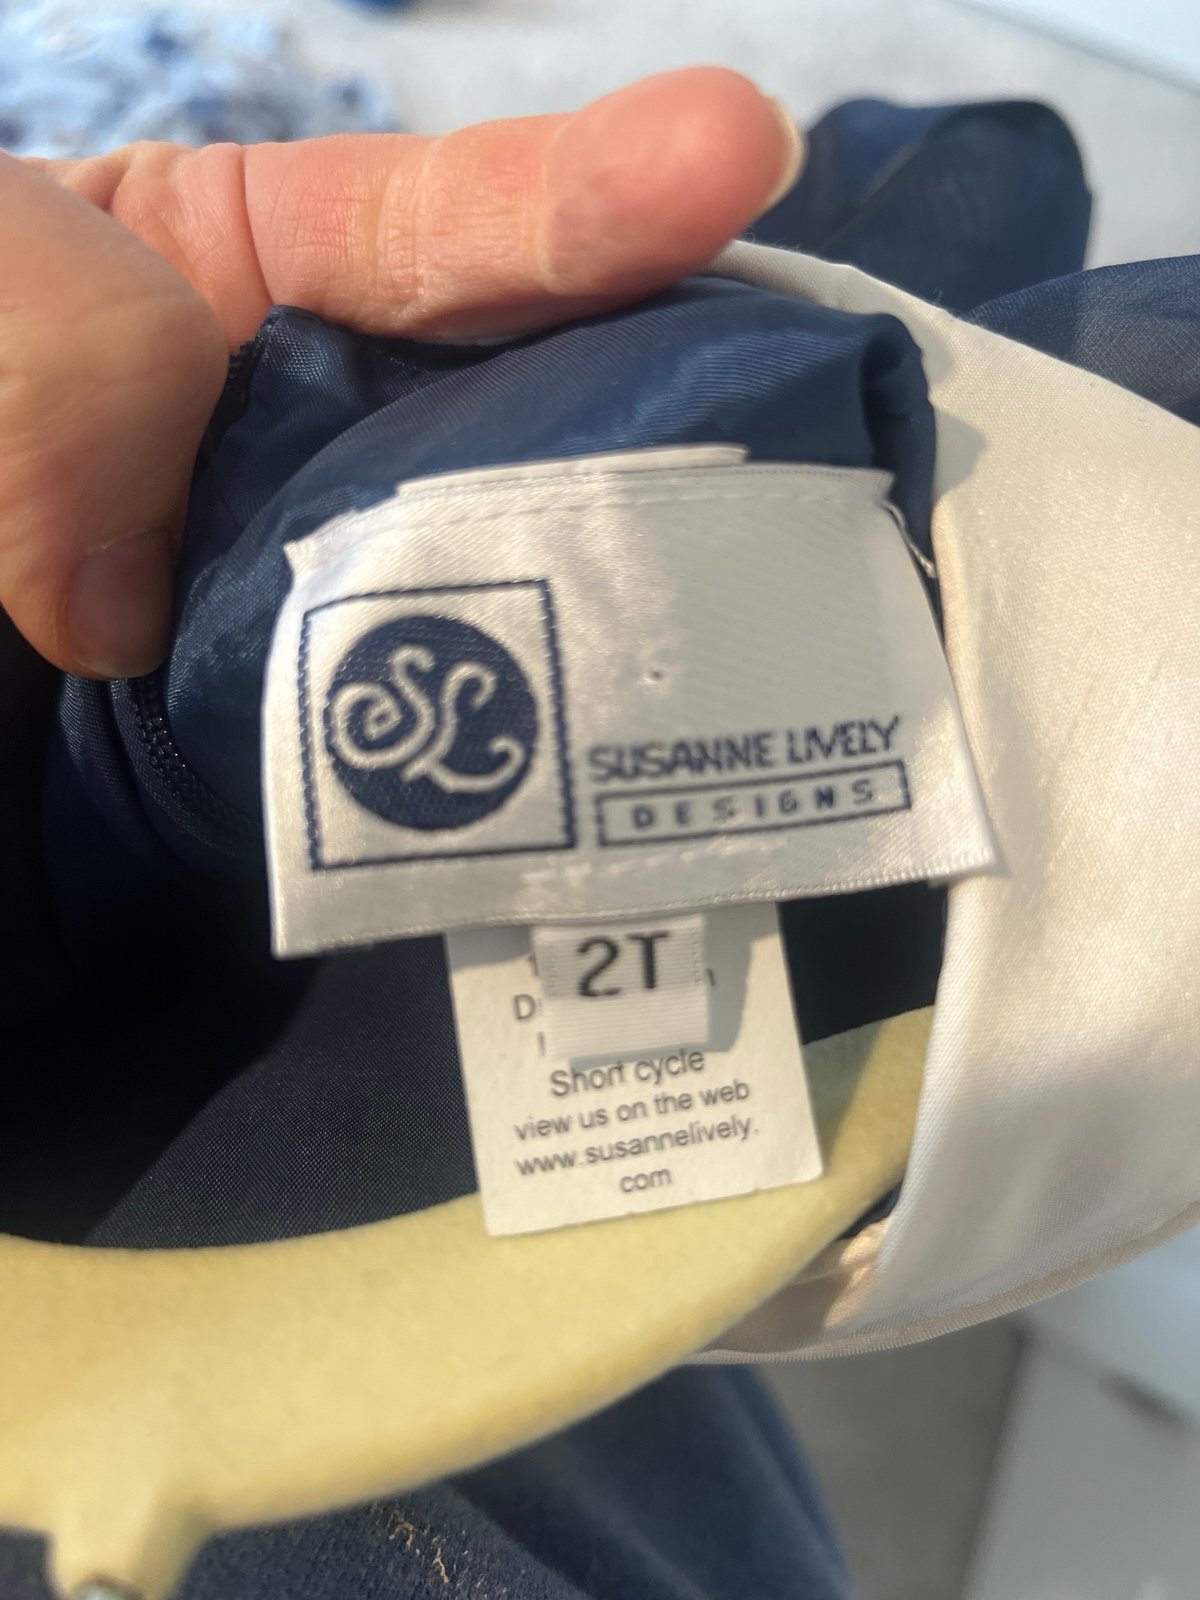 SL
SUSANNE LIVELY
DESIGNS
2T
Short cycle
view us on the web
www.susannelively.
com